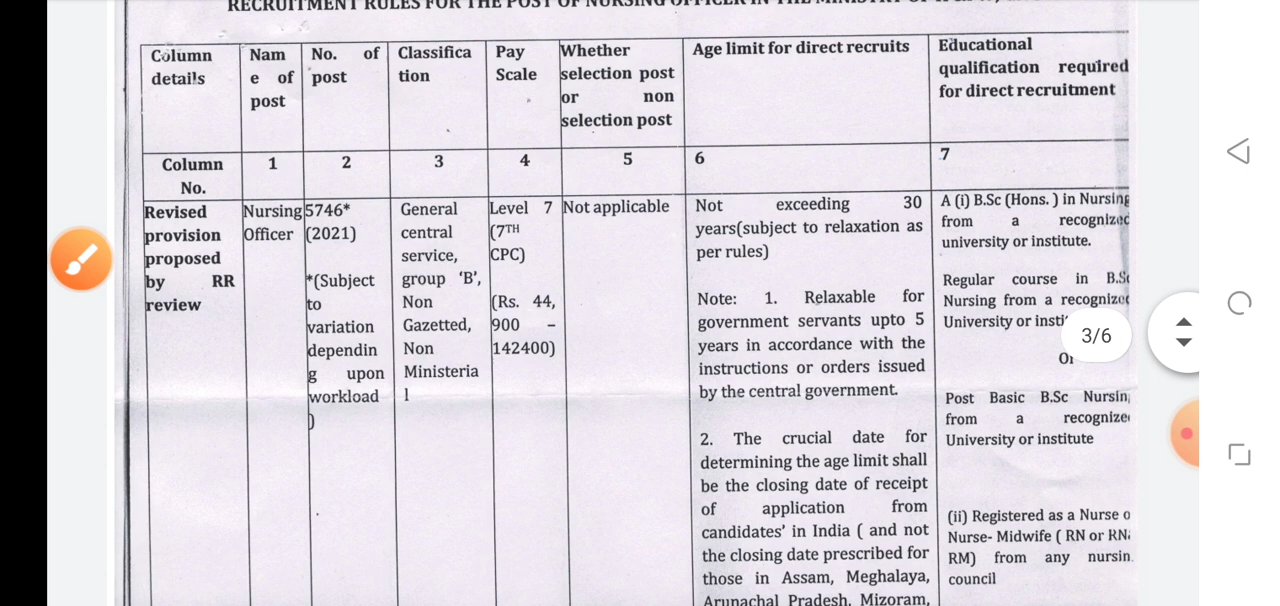 RECRUITMENT RULES FOR THE POST OF NURSING OFFICER IN THE MINISTRY OF
Column
details
Nam
e of
post
No. of
post
Classifica
tion
Pay
Scale
Whether
selection post
or non
selection post
Age limit for direct recruits
Educational
qualification required
for direct recruitment
Column
No.
1
2
3
4
5
6
7
Revised
provision
proposed
by RR
review
Nursing
Officer
5746*
(2021)
*(Subject
to
variation
dependin
g upon
workload
)
General
central
service,
group ‘B’,
Non
Gazetted,
Non
Ministeria
l
Level 7
(7TH
CPC)
(Rs. 44,
900 –
142400)
Not applicable
Not exceeding 30
years(subject to relaxation as
per rules)
Note: 1. Relaxable for
government servants upto 5
years in accordance with the
instructions or orders issued
by the central government.
2. The crucial date for
determining the age limit shall
be the closing date of receipt
of application from
candidates’ in India ( and not
the closing date prescribed for
those in Assam, Meghalaya,
Arunachal Pradesh, Mizoram,
A (i) B.Sc (Hons. ) in Nursing
from a recognized
university or institute.
Regular course in B.Sc
Nursing from a recognized
University or insti
Or
Post Basic B.Sc Nursin
from a recognize
University or institute
(ii) Registered as a Nurse o
Nurse- Midwife ( RN or RN
RM) from any nursin
council
3/6